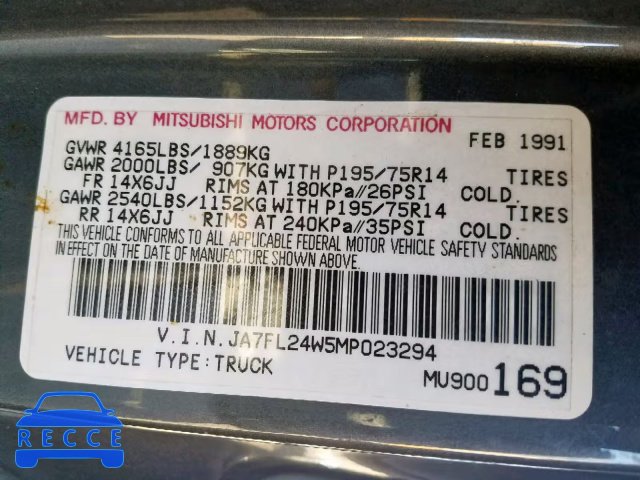 MFD. BY MITSUBISHI MOTORS CORPORATION
FEB 1991
GVWR 4165LBS/1889KG
GAWR 2000LBS/ 907KG WITH P195/75R14 TIRES
FR 14X6JJ RIMS AT 180KPa//26PSI COLD.
GAWR 2540LBS/1152KG WITH P195/75R14 TIRES
RR 14X6JJ RIMS AT 240KPa//35PSI COLD.
THIS VEHICLE CONFORMS TO ALL APPLICABLE FEDERAL MOTOR VEHICLE SAFETY STANDARDS
IN EFFECT ON THE DATE OF MANUFACTURE SHOWN ABOVE.
V.I.N.JA7FL24W5MP023294
VEHICLE TYPE:TRUCK
MU900169
RECCE